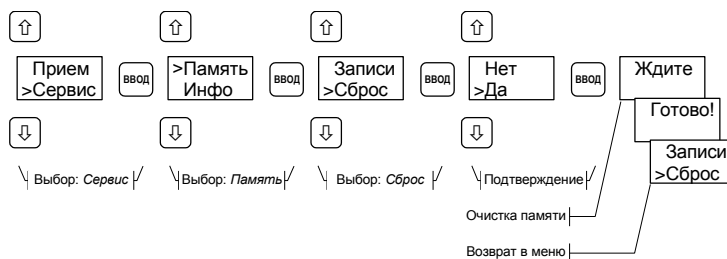 Прием
>Сервис
ВВОД
>Память
Инфо
ВВОД
Записи
>Сброс
ВВОД
Нет
>Да
ВВОД
Ждите
Готово!
Записи
>Сброс
Выбор: Сервис
Выбор: Память
Выбор: Сброс
Подтверждение
Очистка памяти
Возврат в меню